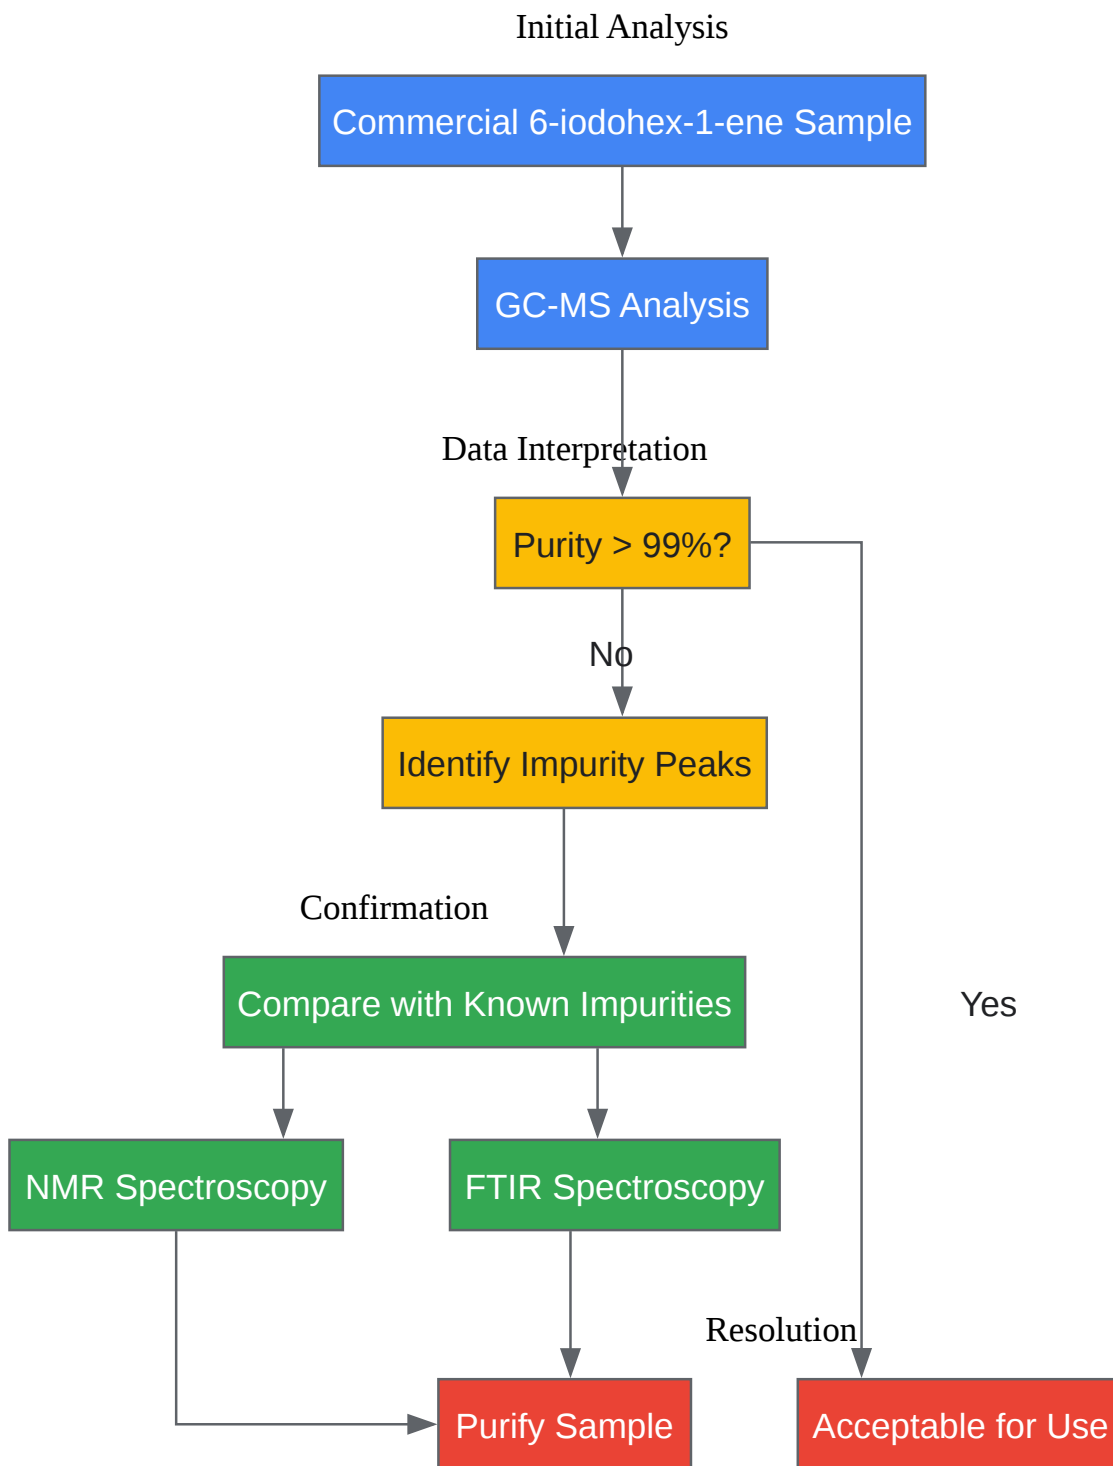 Initial Analysis
Commercial 6-iodohex-1-ene Sample
GC-MS Analysis
Data Interpretation
Purity > 99%?
No
Identify Impurity Peaks
Confirmation
Compare with Known Impurities
Yes
NMR Spectroscopy
FTIR Spectroscopy
Resolution
Purify Sample
Acceptable for Use